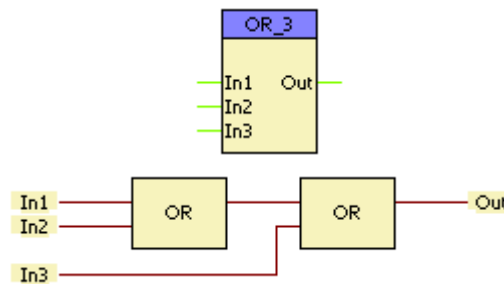 OR_3
In1 Out
In2
In3
In1
In2
OR
OR
Out
In3